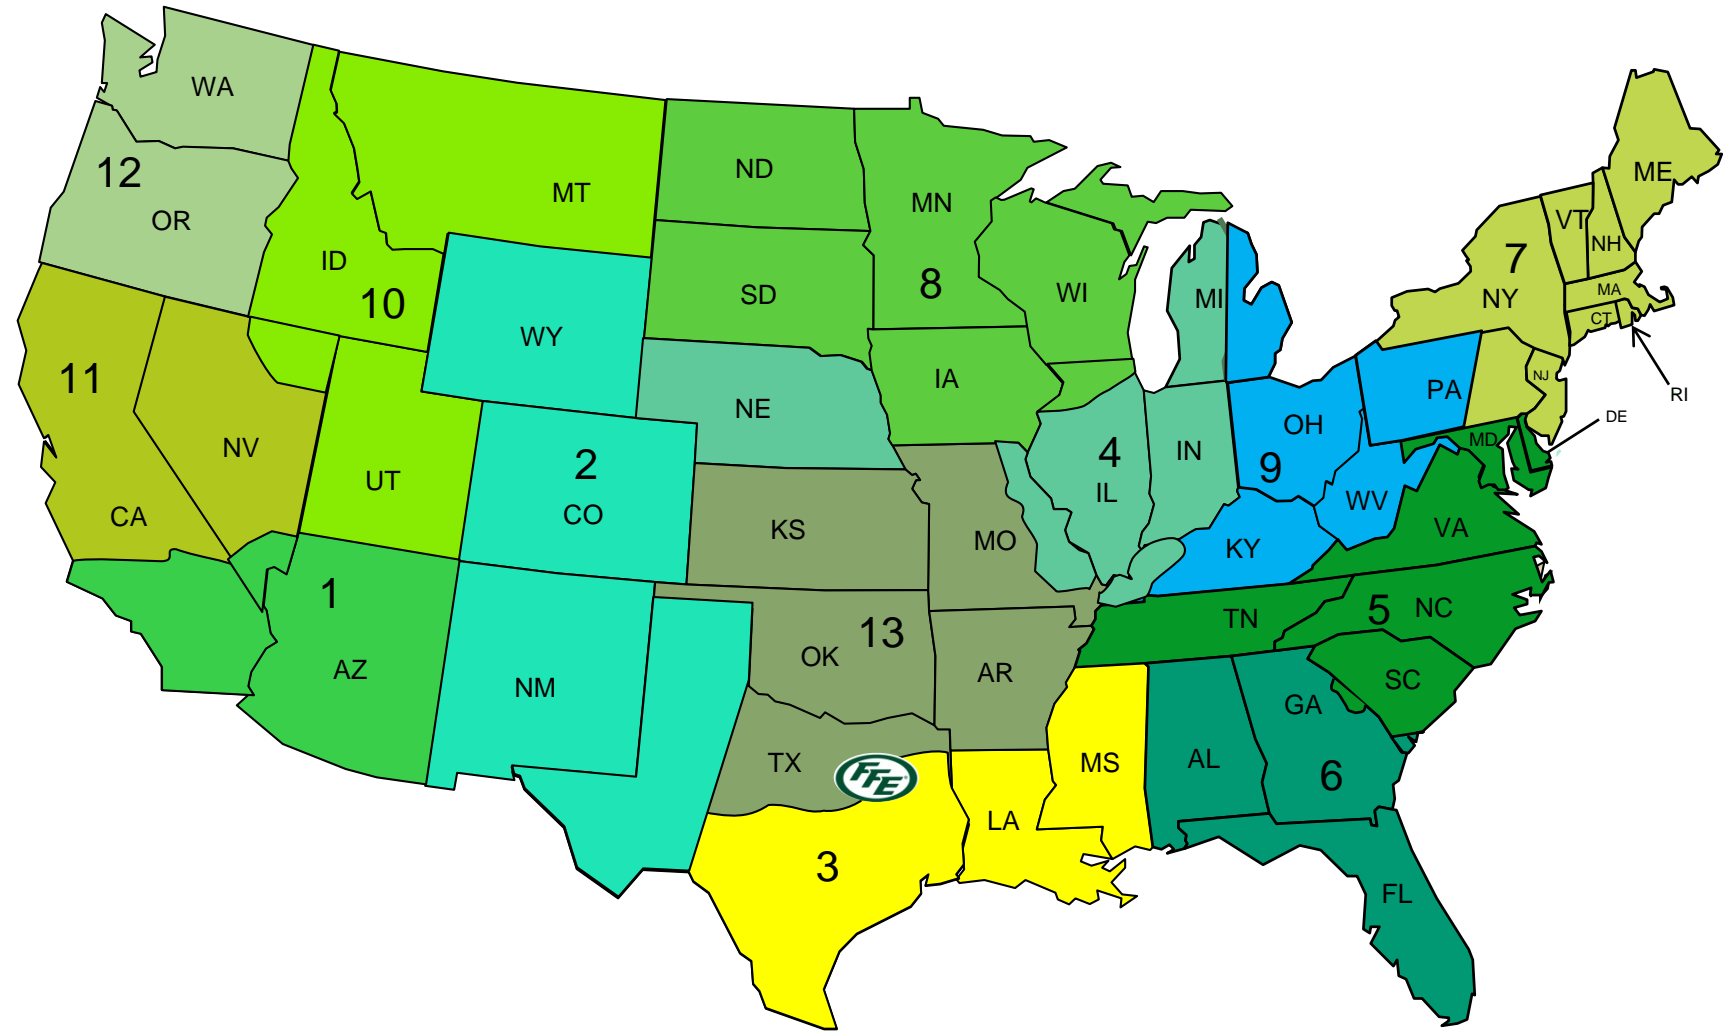 WA
12
OR
MT
ID
10
ND
MN
8
SD
WI
WY
IA
NE
11
NV
CA
UT
2
CO
KS
MO
4
IL
MI
IN
OH
9
PA
WV
KY
ME
VT
NH
7
NY
MA
CT
RI
NJ
DE
MD
VA
1
AZ
NM
OK
13
AR
TN
5
NC
SC
GA
TX
FFE
MS
AL
6
LA
3
FL